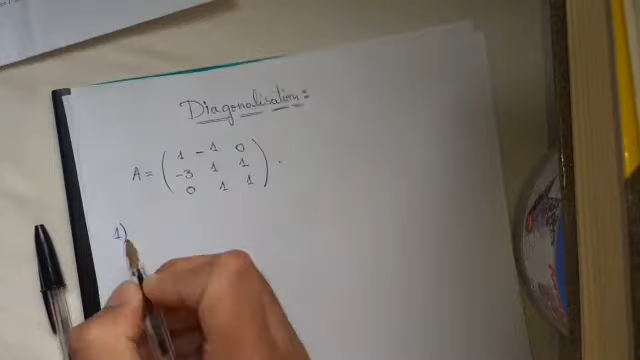 Diagonalisation :
1 -1 0
A = ( -3 1 1 ) .
0 1 1
1)